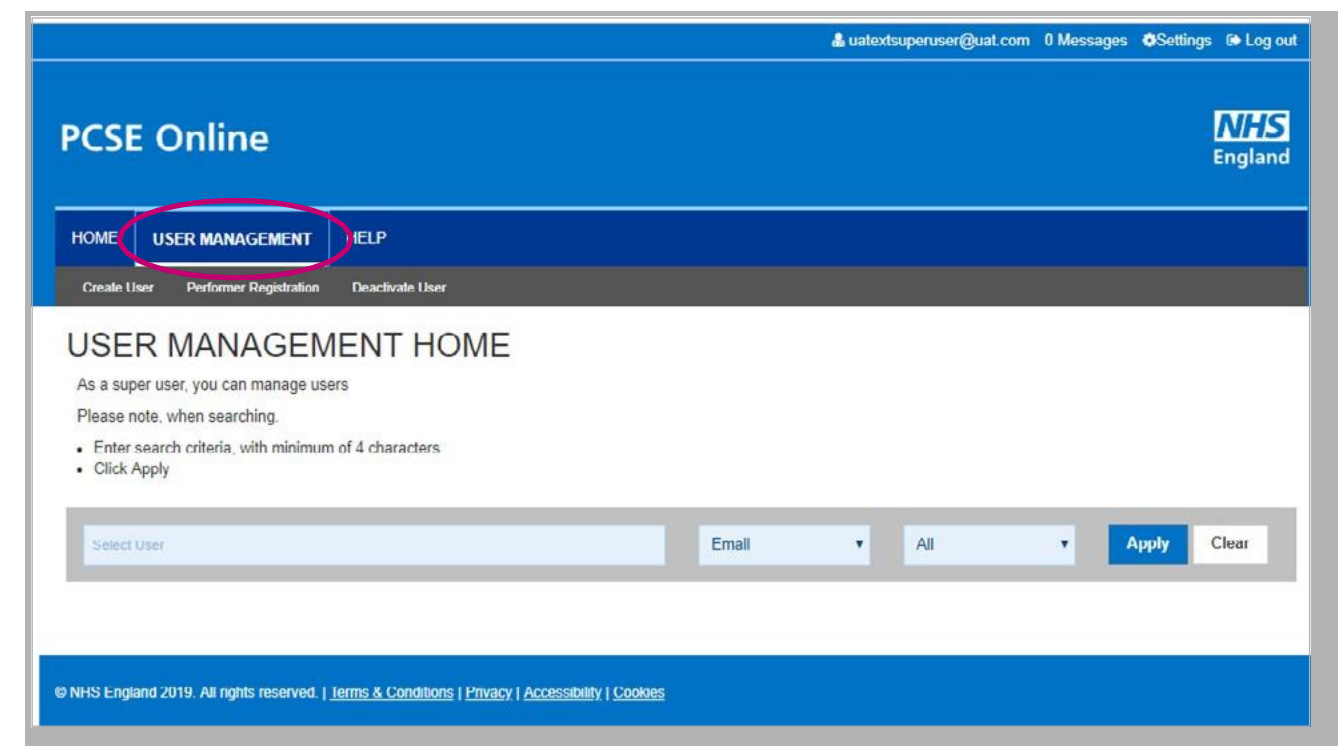 uatextsuperuser@uat.com 0 Messages Settings Log out
PCSE Online
NHS
England
HOME USER MANAGEMENT HELP
Create User Performer Registration Deactivate User
USER MANAGEMENT HOME
As a super user, you can manage users
Please note, when searching.
• Enter search criteria, with minimum of 4 characters
• Click Apply
Select User Email All Apply Clear
© NHS England 2019. All rights reserved. | Terms & Conditions | Privacy | Accessibility | Cookies